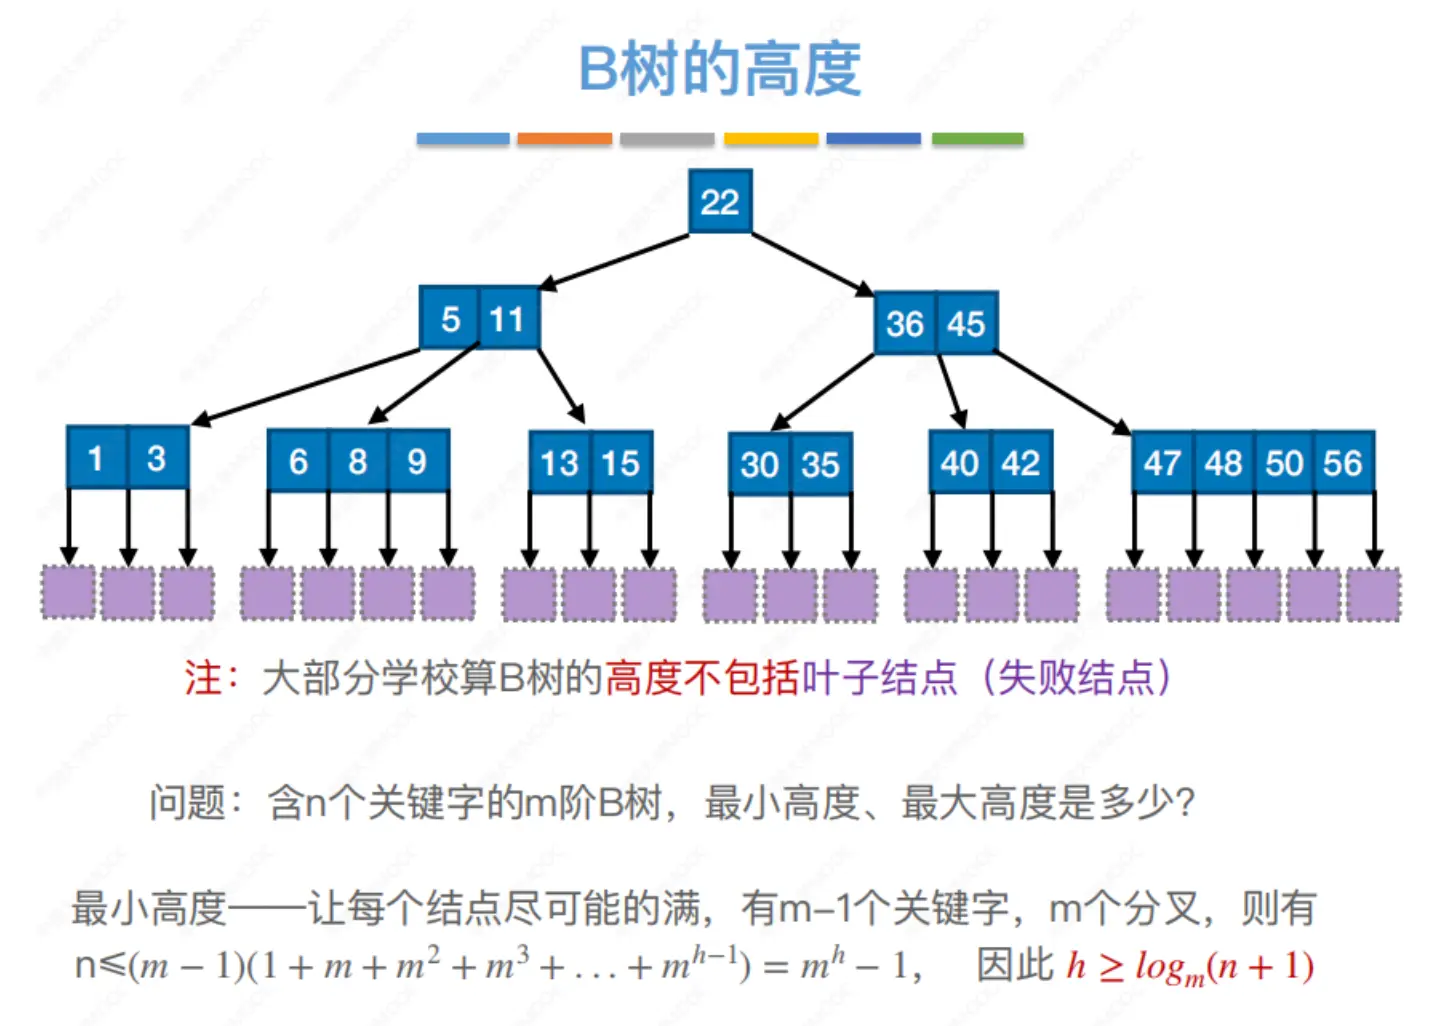 B树的高度
22
5 11
36 45
1 3
6 8 9
13 15
30 35
40 42
47 48 50 56
注：大部分学校算B树的高度不包括叶子结点（失败结点）
问题：含n个关键字的m阶B树，最小高度、最大高度是多少？
最小高度——让每个结点尽可能的满，有m-1个关键字，m个分叉，则有
n≤(m − 1)(1 + m + m² + m³ + … + mʰ⁻¹) = mʰ − 1， 因此 h ≥ logₘ(n + 1)